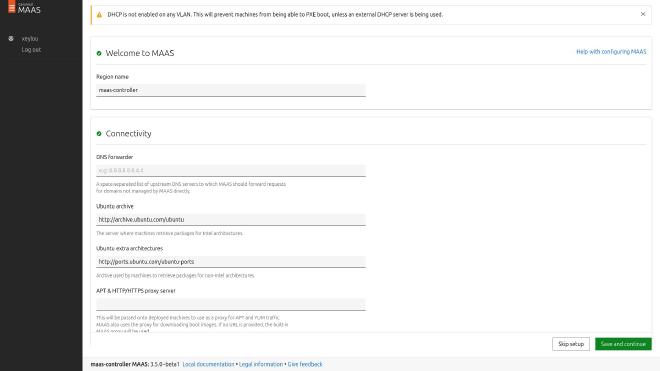 Canonical
MAAS
DHCP is not enabled on any VLAN. This will prevent machines from being able to PXE boot, unless an external DHCP server is being used.
xeylou
Log out
Welcome to MAAS
Help with configuring MAAS
Region name
maas-controller
Connectivity
DNS forwarder
e.g. 8.8.8.8 8.8.4.4
A space-separated list of upstream DNS servers to which MAAS should forward requests
for domains not managed by MAAS directly.
Ubuntu archive
http://archive.ubuntu.com/ubuntu
The server where machines retrieve packages for Intel architectures.
Ubuntu extra architectures
http://ports.ubuntu.com/ubuntu-ports
Archive used by machines to retrieve packages for non-Intel architectures.
APT & HTTP/HTTPS proxy server
This will be passed onto deployed machines to use as a proxy for APT and YUM traffic.
MAAS also uses the proxy for downloading boot images. If no URL is provided, the built-in
MAAS proxy will be used.
Skip setup
Save and continue
maas-controller MAAS: 3.5.0~beta1 Local documentation • Legal information • Give feedback